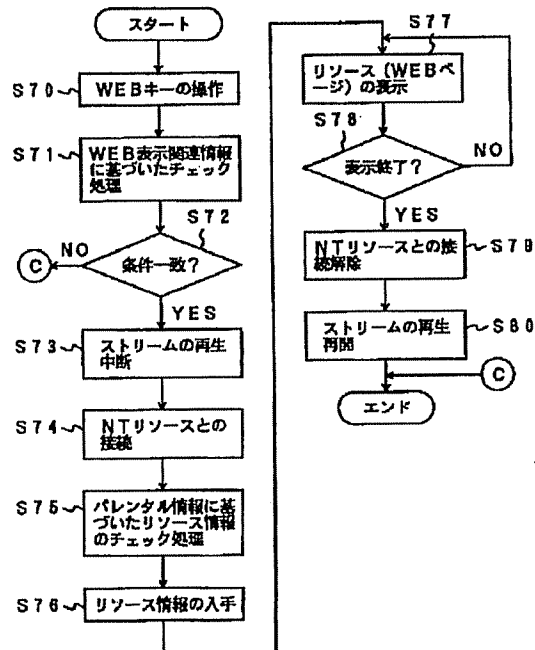 スタート
S70
WEBキーの操作
S71
WEB表示関連情報
に基づいたチェック
処理
S72
条件一致?
NO
C
YES
S73
ストリームの再生
中断
S74
NTリソースとの
接続
S75
パレンタル情報に基
づいたリソース情報
のチェック処理
S76
リソース情報の入手
S77
リソース(WEBペ
ージ)の表示
S78
表示終了?
NO
YES
NTリソースとの接
続解除
S79
ストリームの再生
再開
S80
C
エンド